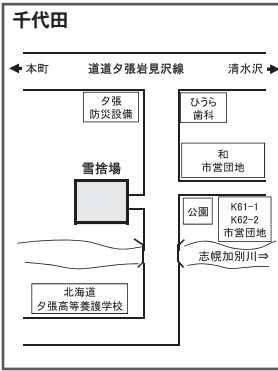 千代田
← 本町
道道夕張岩見沢線
清水沢 →
夕張
防災設備
ひうら
歯科
和
市営団地
雪捨場
公園
K61-1
K62-2
市営団地
志幌加別川⇒
北海道
夕張高等養護学校